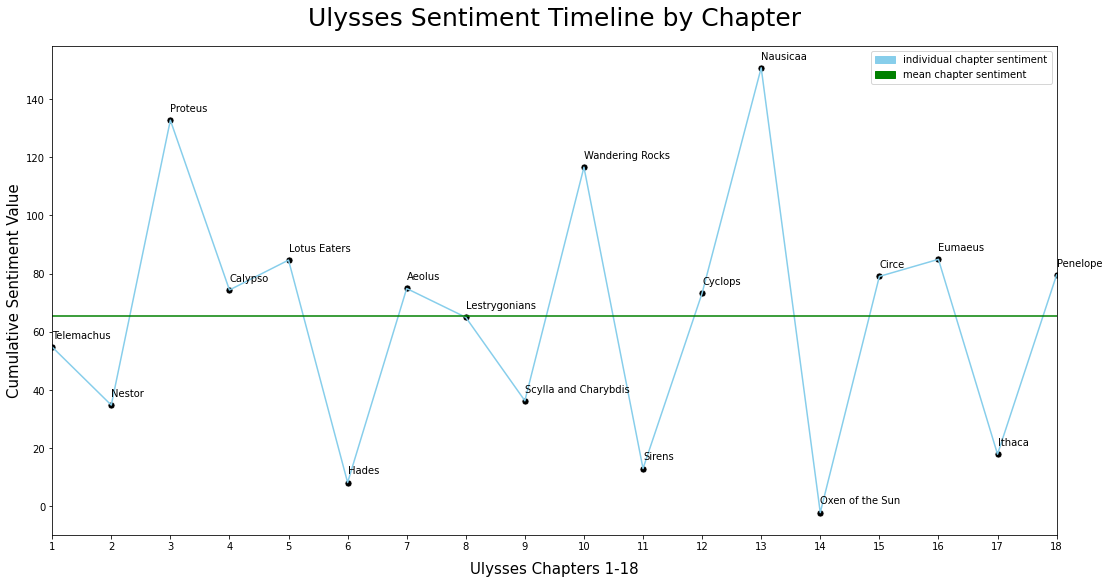 Ulysses Sentiment Timeline by Chapter
individual chapter sentiment
mean chapter sentiment
Cumulative Sentiment Value
140
120
100
80
60
40
20
0
Telemachus
Nestor
Proteus
Calypso
Lotus Eaters
Hades
Aeolus
Lestrygonians
Scylla and Charybdis
Wandering Rocks
Sirens
Cyclops
Nausicaa
Oxen of the Sun
Circe
Eumaeus
Ithaca
Penelope
1 2 3 4 5 6 7 8 9 10 11 12 13 14 15 16 17 18
Ulysses Chapters 1-18